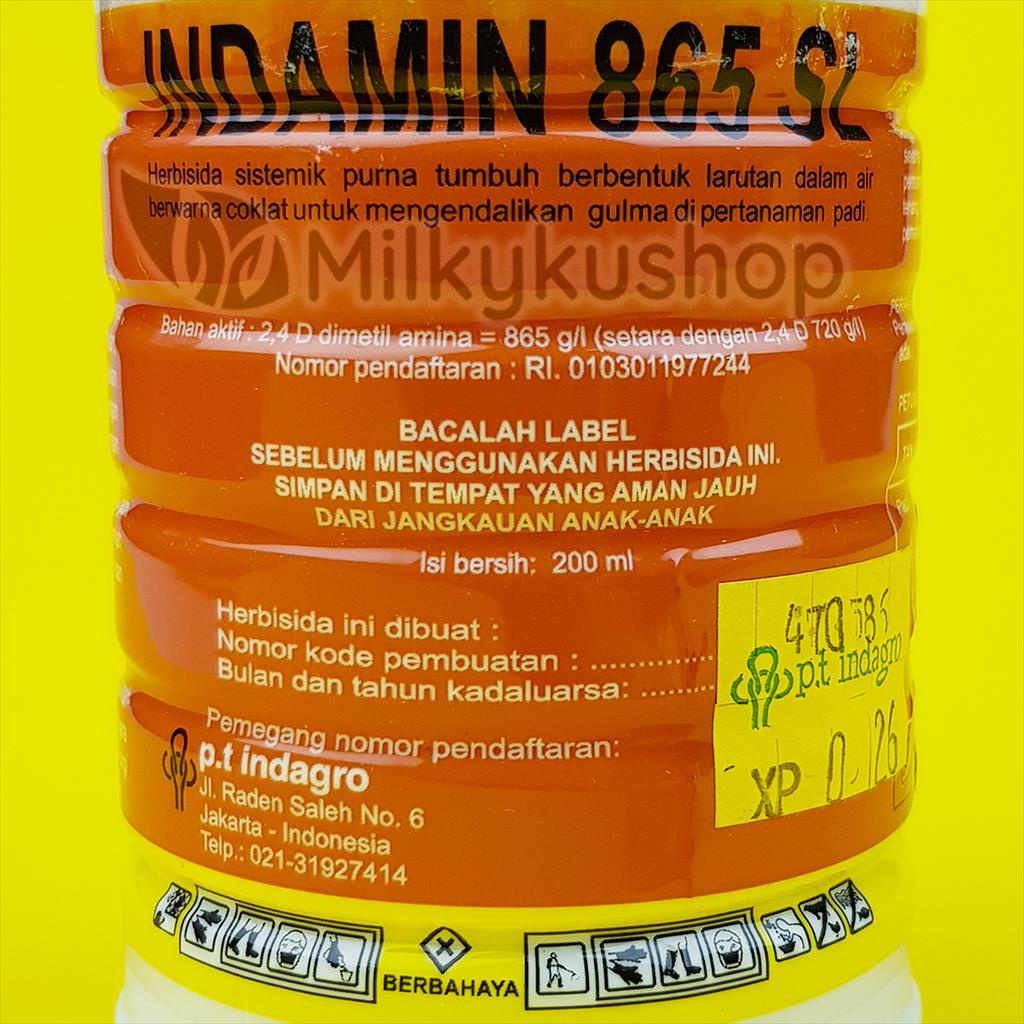 INDAMIN 865 SL
Herbisida sistemik purna tumbuh berbentuk larutan dalam air
berwarna coklat untuk mengendalikan gulma di pertanaman padi.
Milkykushop
Bahan aktif : 2,4 D dimetil amina = 865 g/l (setara dengan 2,4 D 720 g/l)
Nomor pendaftaran : RI. 0103011977244
BACALAH LABEL
SEBELUM MENGGUNAKAN HERBISIDA INI.
SIMPAN DI TEMPAT YANG AMAN JAUH
DARI JANGKAUAN ANAK-ANAK
Isi bersih: 200 ml
Herbisida ini dibuat :
Nomor kode pembuatan : ..................
Bulan dan tahun kadaluarsa: ..........
p.t indagro
XP
Pemegang nomor pendaftaran:
p.t indagro
Jl. Raden Saleh No. 6
Jakarta - Indonesia
Telp.: 021-31927414
BERBAHAYA